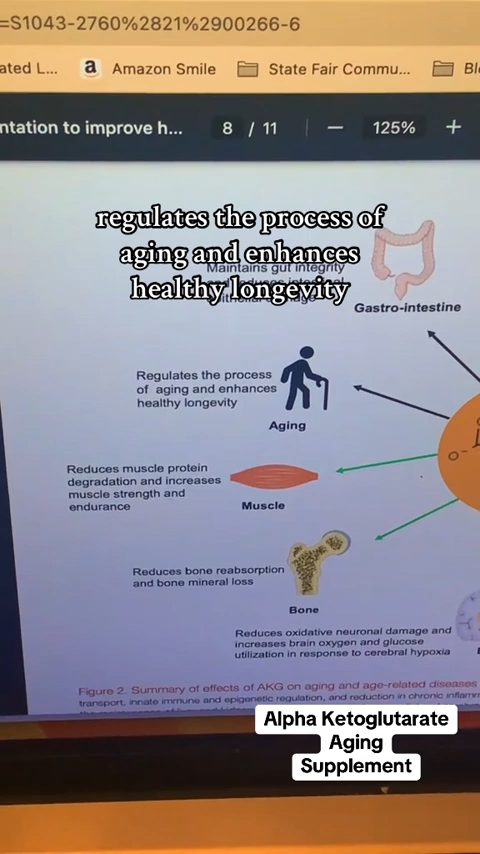 =S1043-2760%2821%2900266-6
ated L...
Amazon Smile
State Fair Commu...
ntation to improve h...
8 / 11
125%
regulates the process of
aging and enhances
healthy longevity
Maintains gut integrity
Gastro-intestine
Regulates the process
of aging and enhances
healthy longevity
Aging
Reduces muscle protein
degradation and increases
muscle strength and
endurance
Muscle
Reduces bone reabsorption
and bone mineral loss
Bone
Reduces oxidative neuronal damage and
increases brain oxygen and glucose
utilization in response to cerebral hypoxia
Figure 2. Summary of effects of AKG on aging and age-related diseases
transport, innate immune and epigenetic regulation, and reduction in chronic
Alpha Ketoglutarate
Aging
Supplement